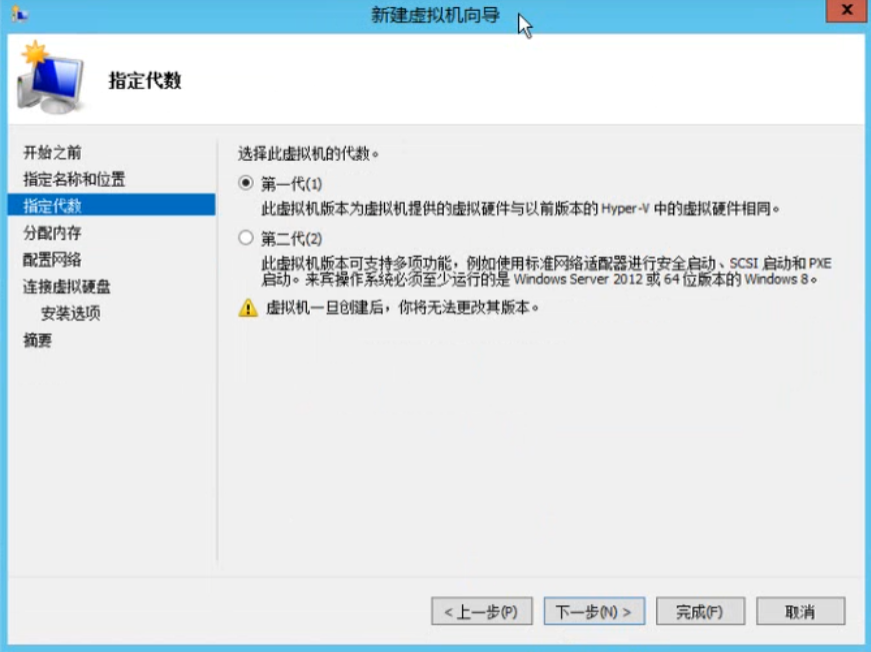 新建虚拟机向导
x
指定代数
开始之前
指定名称和位置
指定代数
分配内存
配置网络
连接虚拟硬盘
安装选项
摘要
选择此虚拟机的代数。
第一代(1)
此虚拟机版本为虚拟机提供的虚拟硬件与以前版本的 Hyper-V 中的虚拟硬件相同。
第二代(2)
此虚拟机版本可支持多项功能，例如使用标准网络适配器进行安全启动、SCSI 启动和 PXE
启动。来宾操作系统必须至少运行的是 Windows Server 2012 或 64 位版本的 Windows 8。
虚拟机一旦创建后，你将无法更改其版本。
< 上一步(P)
下一步(N) >
完成(F)
取消